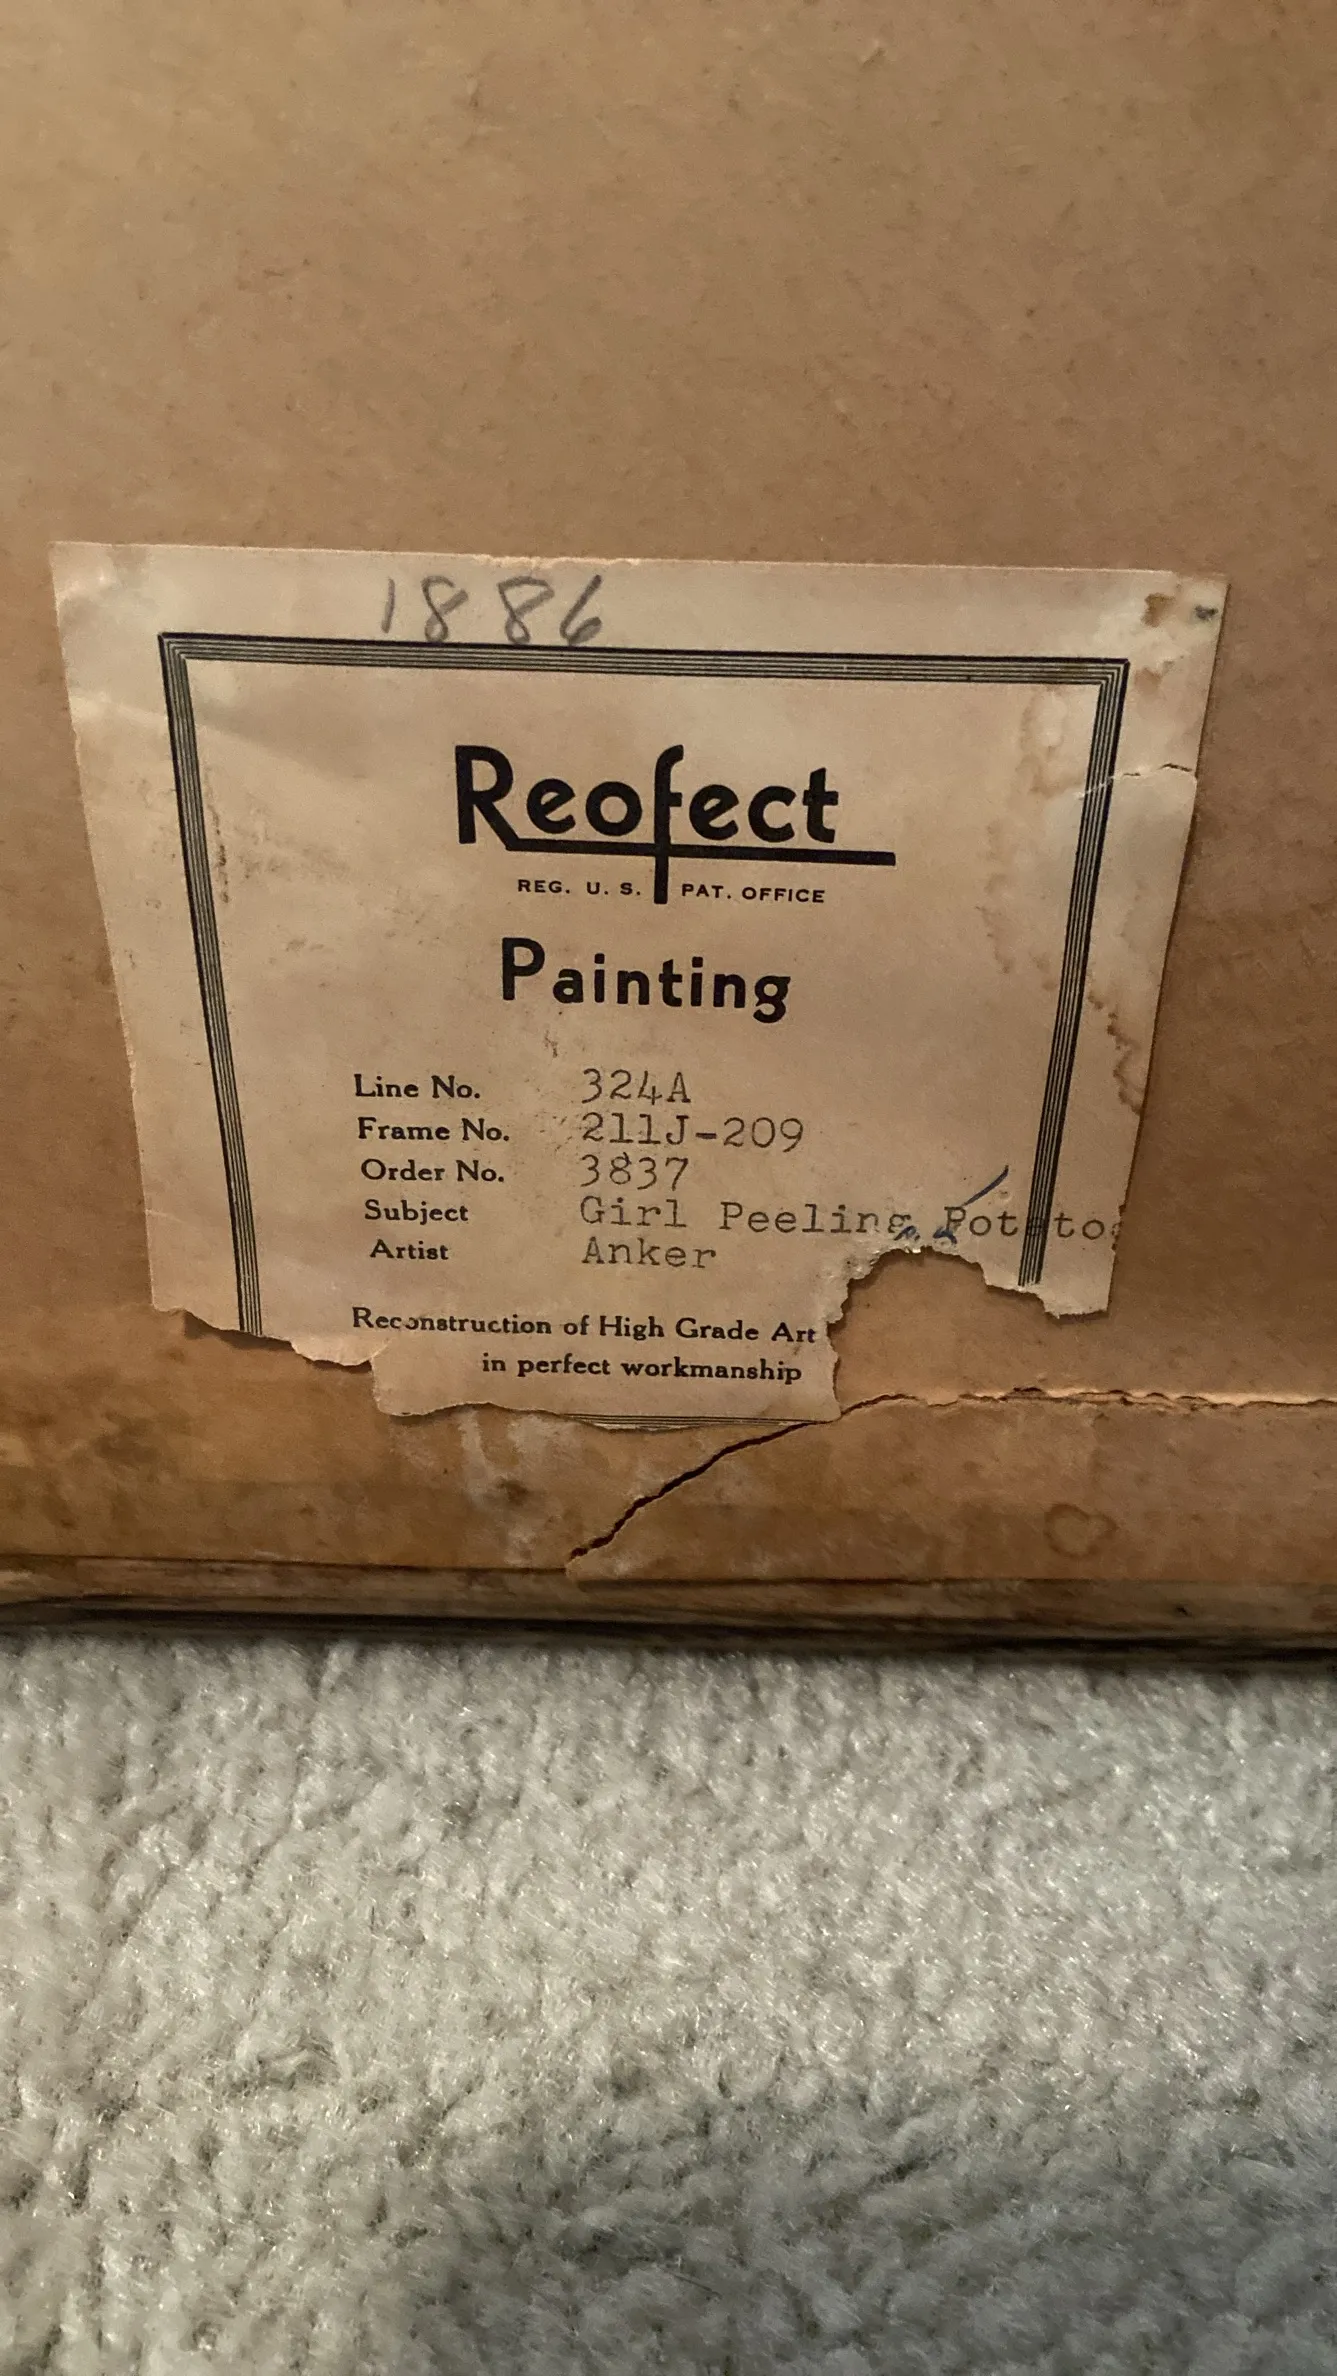 1886
Reofect
REG. U. S. PAT. OFFICE
Painting
Line No. 324A
Frame No. 211J-209
Order No. 3837
Subject Girl Peeling Potatoe
Artist Anker
Reconstruction of High Grade Art
in perfect workmanship